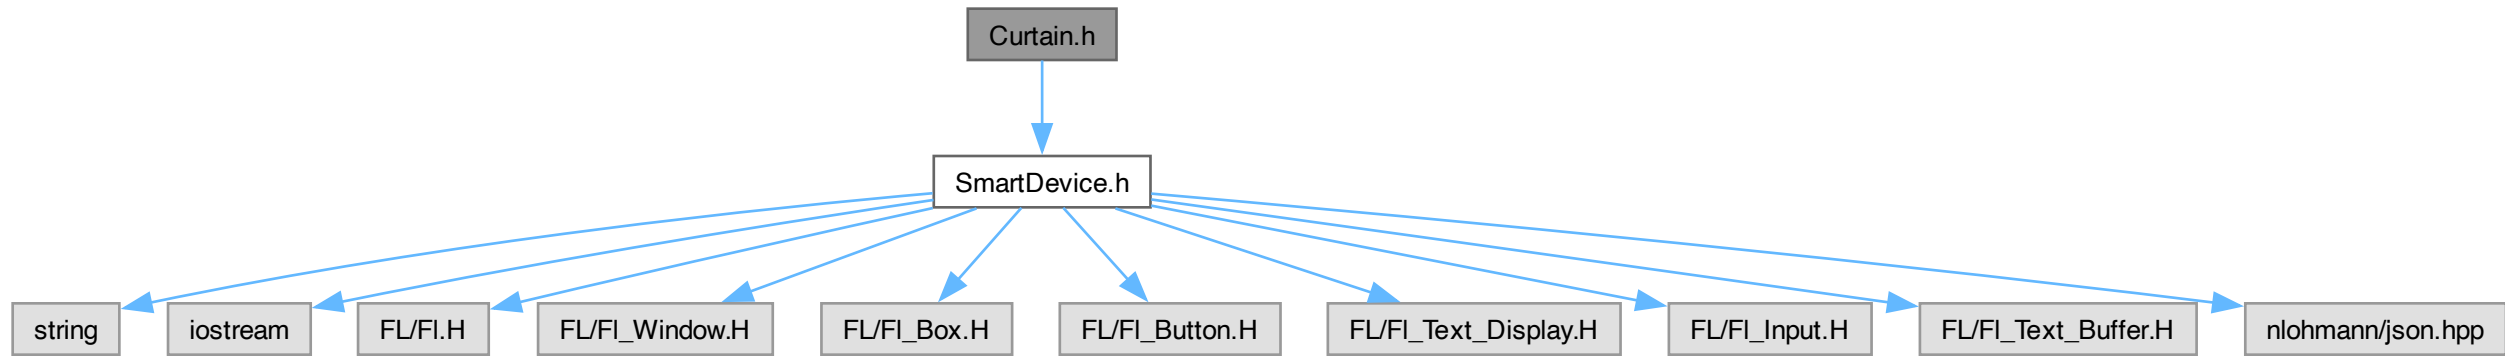 Curtain.h
SmartDevice.h
string
iostream
FL/Fl.H
FL/Fl_Window.H
FL/Fl_Box.H
FL/Fl_Button.H
FL/Fl_Text_Display.H
FL/Fl_Input.H
FL/Fl_Text_Buffer.H
nlohmann/json.hpp